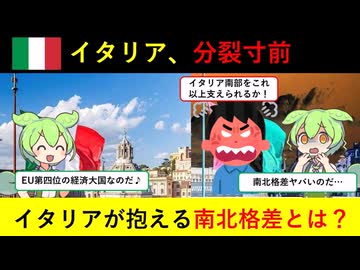 イタリア、分裂寸前
イタリア南部をこれ
以上支えられるか！
EU第四位の経済大国なのだ♪
南北格差ヤバいのだ…
イタリアが抱える南北格差とは？